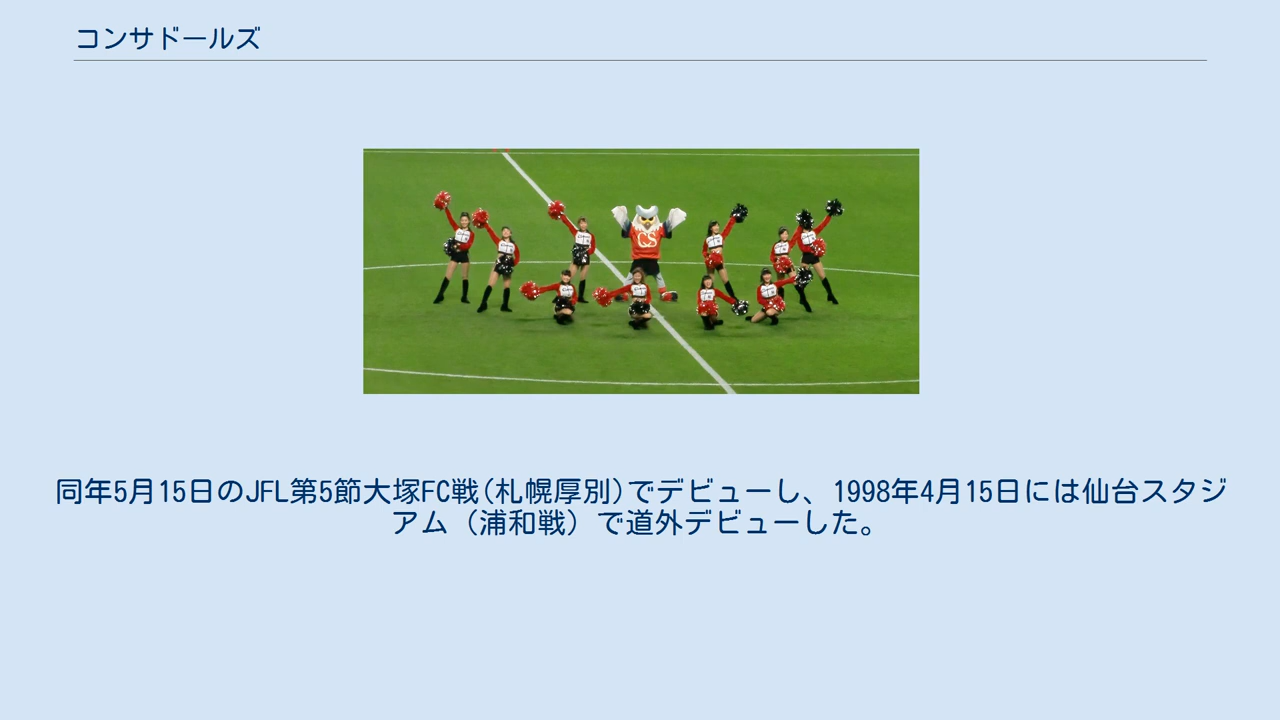 コンサドールズ
CS
同年5月15日のJFL第5節大塚FC戦(札幌厚別)でデビューし、1998年4月15日には仙台スタジ
アム（浦和戦）で道外デビューした。